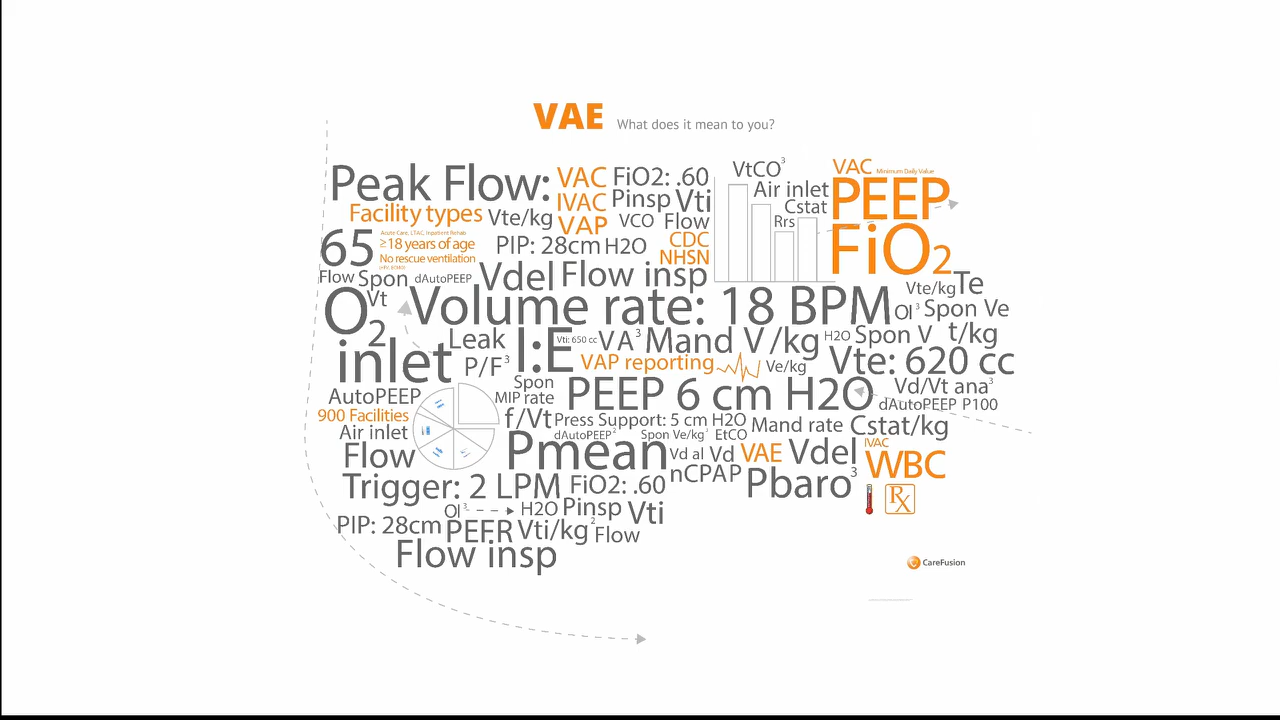 VAE What does it mean to you?
Peak Flow: VAC FiO2: .60 VtCO3 VAC Minimum Daily Value
IVAC Pinsp Vti Air inlet PEEP
Facility types Vte/kg VAP VCO Flow Cstat
Rrs
65 Acute Care, LTAC, Inpatient Rehab
≥18 years of age PIP: 28cm H2O CDC FiO2
No rescue ventilation NHSN
Flow Spon dAutoPEEP Vdel Flow insp
O2 Vt Volume rate: 18 BPM Vte/kg Te
OI3 Spon Ve
inlet Leak I:E Vti: 650 cc V A3 Mand V /kg H2O Spon V t/kg
P/F3 VAP reporting Ve/kg Vte: 620 cc
AutoPEEP Spon PEEP 6 cm H2O Vd/Vt ana3
MIP rate dAutoPEEP P100
900 Facilities f/Vt Press Support: 5 cm H2O Mand rate Cstat/kg
Air inlet dAutoPEEP2 Spon Ve/kg2 EtCO
Flow Pmean Vd al Vd VAE Vdel IVAC
WBC
nCPAP Pbaro3
Trigger: 2 LPM FiO2: .60 Rx
OI3 H2O Pinsp Vti
PIP: 28cm PEFR Vti/kg2 Flow
Flow insp
CareFusion